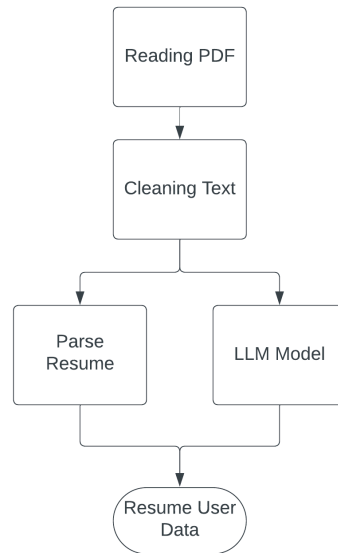 Reading PDF
Cleaning Text
Parse
Resume
LLM Model
Resume User
Data